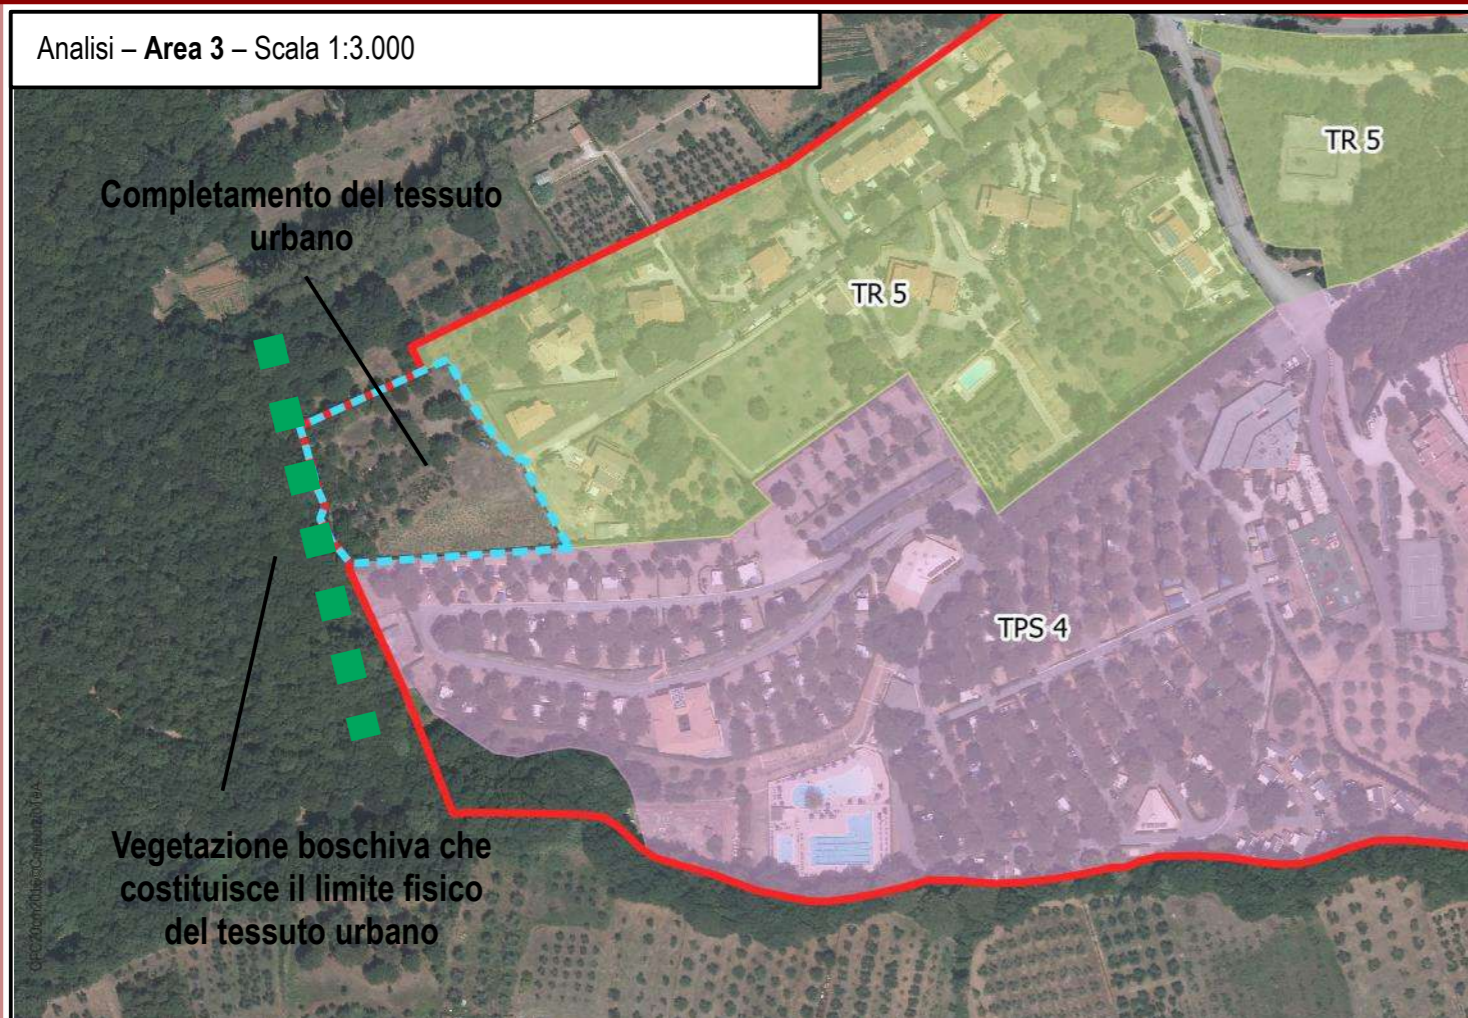 Analisi – Area 3 – Scala 1:3.000
TR 5
Completamento del tessuto
urbano
TR 5
TPS 4
Vegetazione boschiva che
costituisce il limite fisico
del tessuto urbano